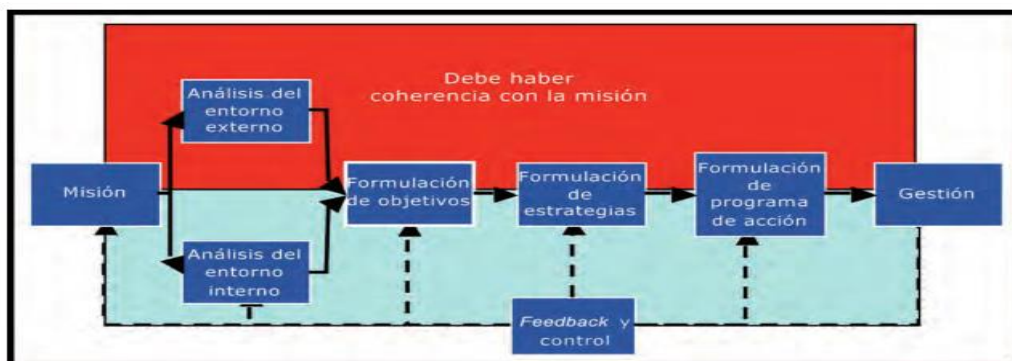 Debe haber
coherencia con la misión
Análisis del
entorno
externo
Misión
Formulación
de objetivos
Formulación
de
estrategias
Formulación
de
programa
de acción
Gestión
Análisis del
entorno
interno
Feedback y
control